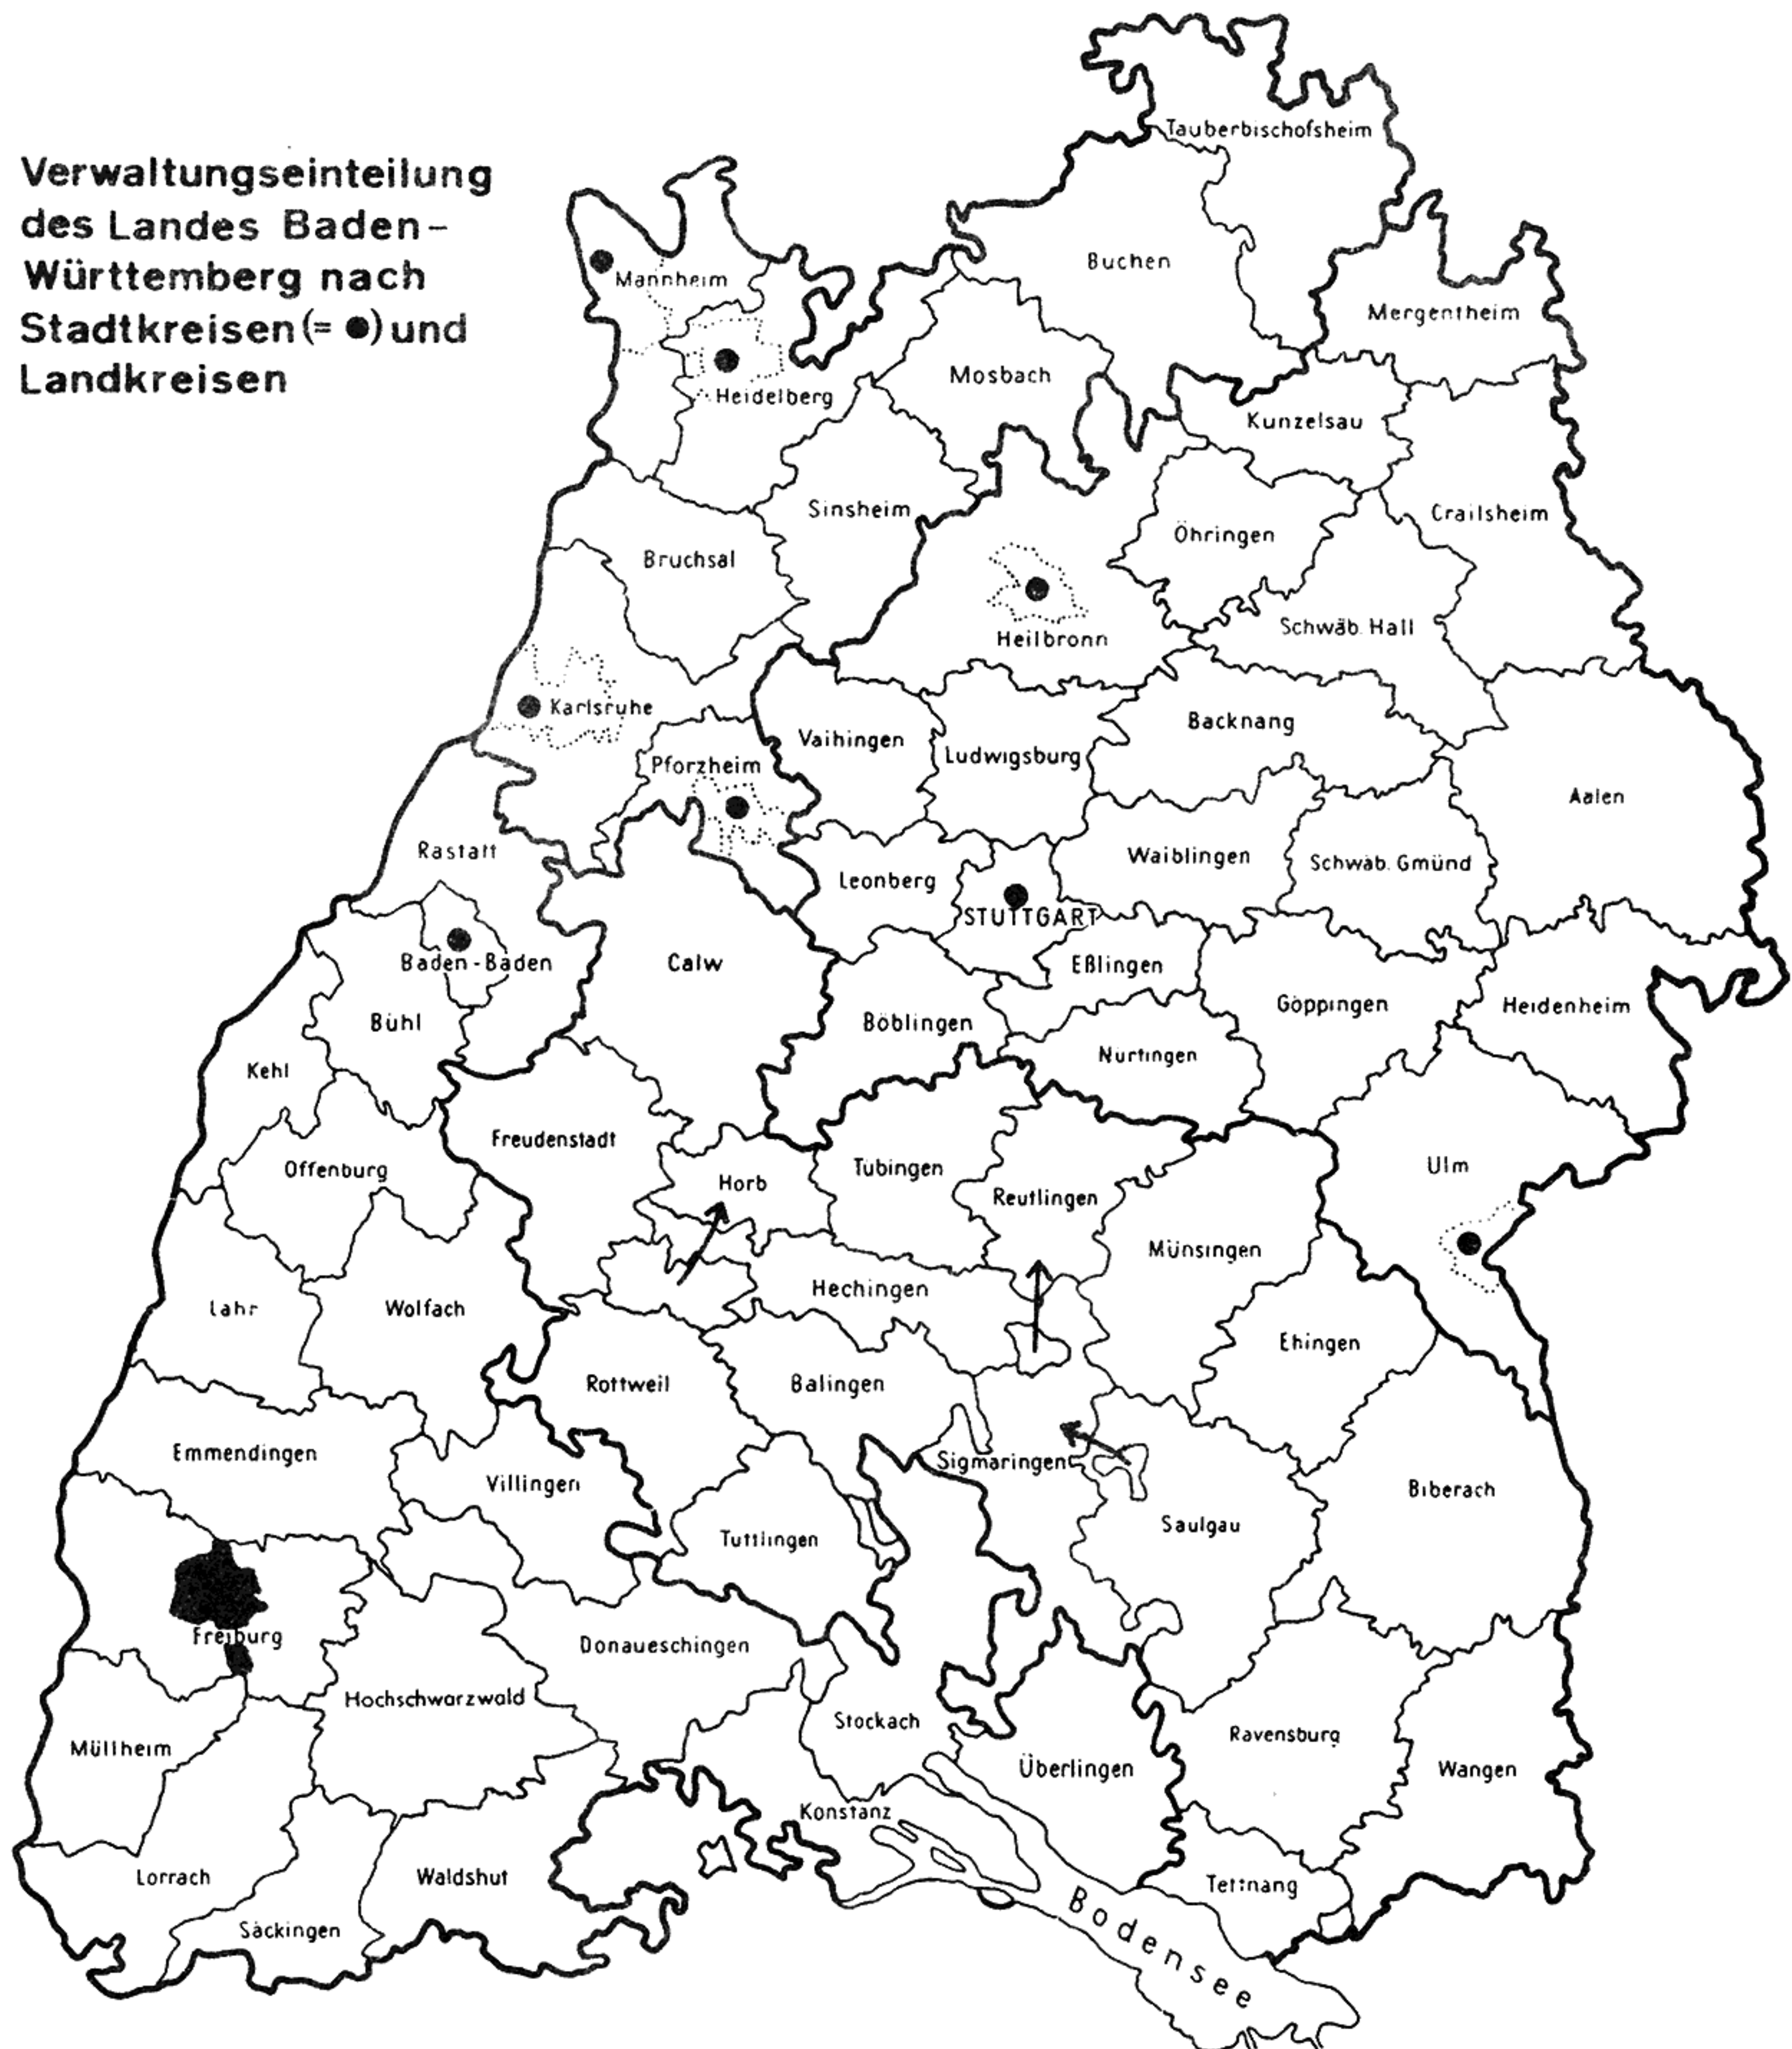 Verwaltungseinteilung
des Landes Baden-
Württemberg nach
Stadtkreisen (= ●) und
Landkreisen
Tauberbischofsheim
Buchen
Mannheim
Mergentheim
Heidelberg
Mosbach
Kunzelsau
Sinsheim
Crailsheim
Öhringen
Bruchsal
Heilbronn
Schwäb. Hall
Karlsruhe
Backnang
Vaihingen
Ludwigsburg
Pforzheim
Aalen
Rastatt
Waiblingen
Schwäb. Gmünd
Leonberg
STUTTGART
Baden-Baden
Calw
Eßlingen
Göppingen
Heidenheim
Bühl
Böblingen
Nürtingen
Kehl
Freudenstadt
Offenburg
Horb
Tubingen
Reutlingen
Ulm
Münsingen
Hechingen
Lahr
Wolfach
Ehingen
Rottweil
Balingen
Emmendingen
Sigmaringen
Villingen
Biberach
Tuttlingen
Saulgau
Freiburg
Donaueschingen
Hochschwarzwald
Stockach
Ravensburg
Müllheim
Überlingen
Wangen
Konstanz
Lorrach
Waldshut
Tettnang
Säckingen
Bodensee